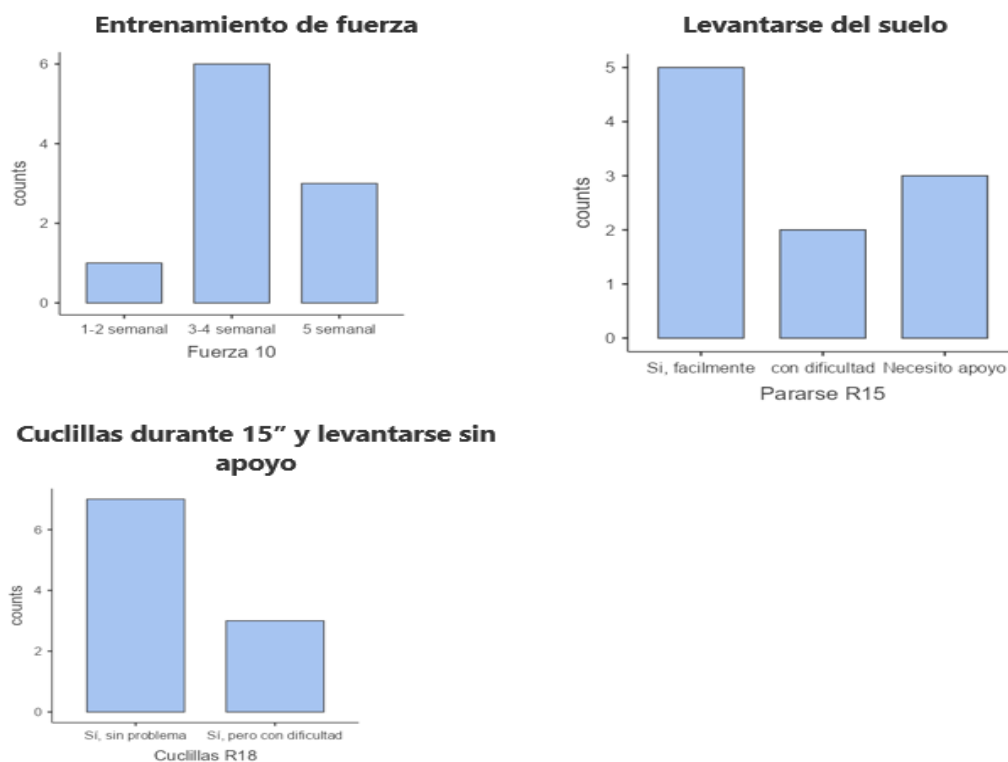 Entrenamiento de fuerza
6
4
2
0
counts
1-2 semanal 3-4 semanal 5 semanal
Fuerza 10
Levantarse del suelo
5
4
3
2
1
0
counts
Si, facilmente con dificultad Necesito apoyo
Pararse R15
Cuclillas durante 15” y levantarse sin
apoyo
6
4
2
0
counts
Sí, sin problema Sí, pero con dificultad
Cuclillas R18